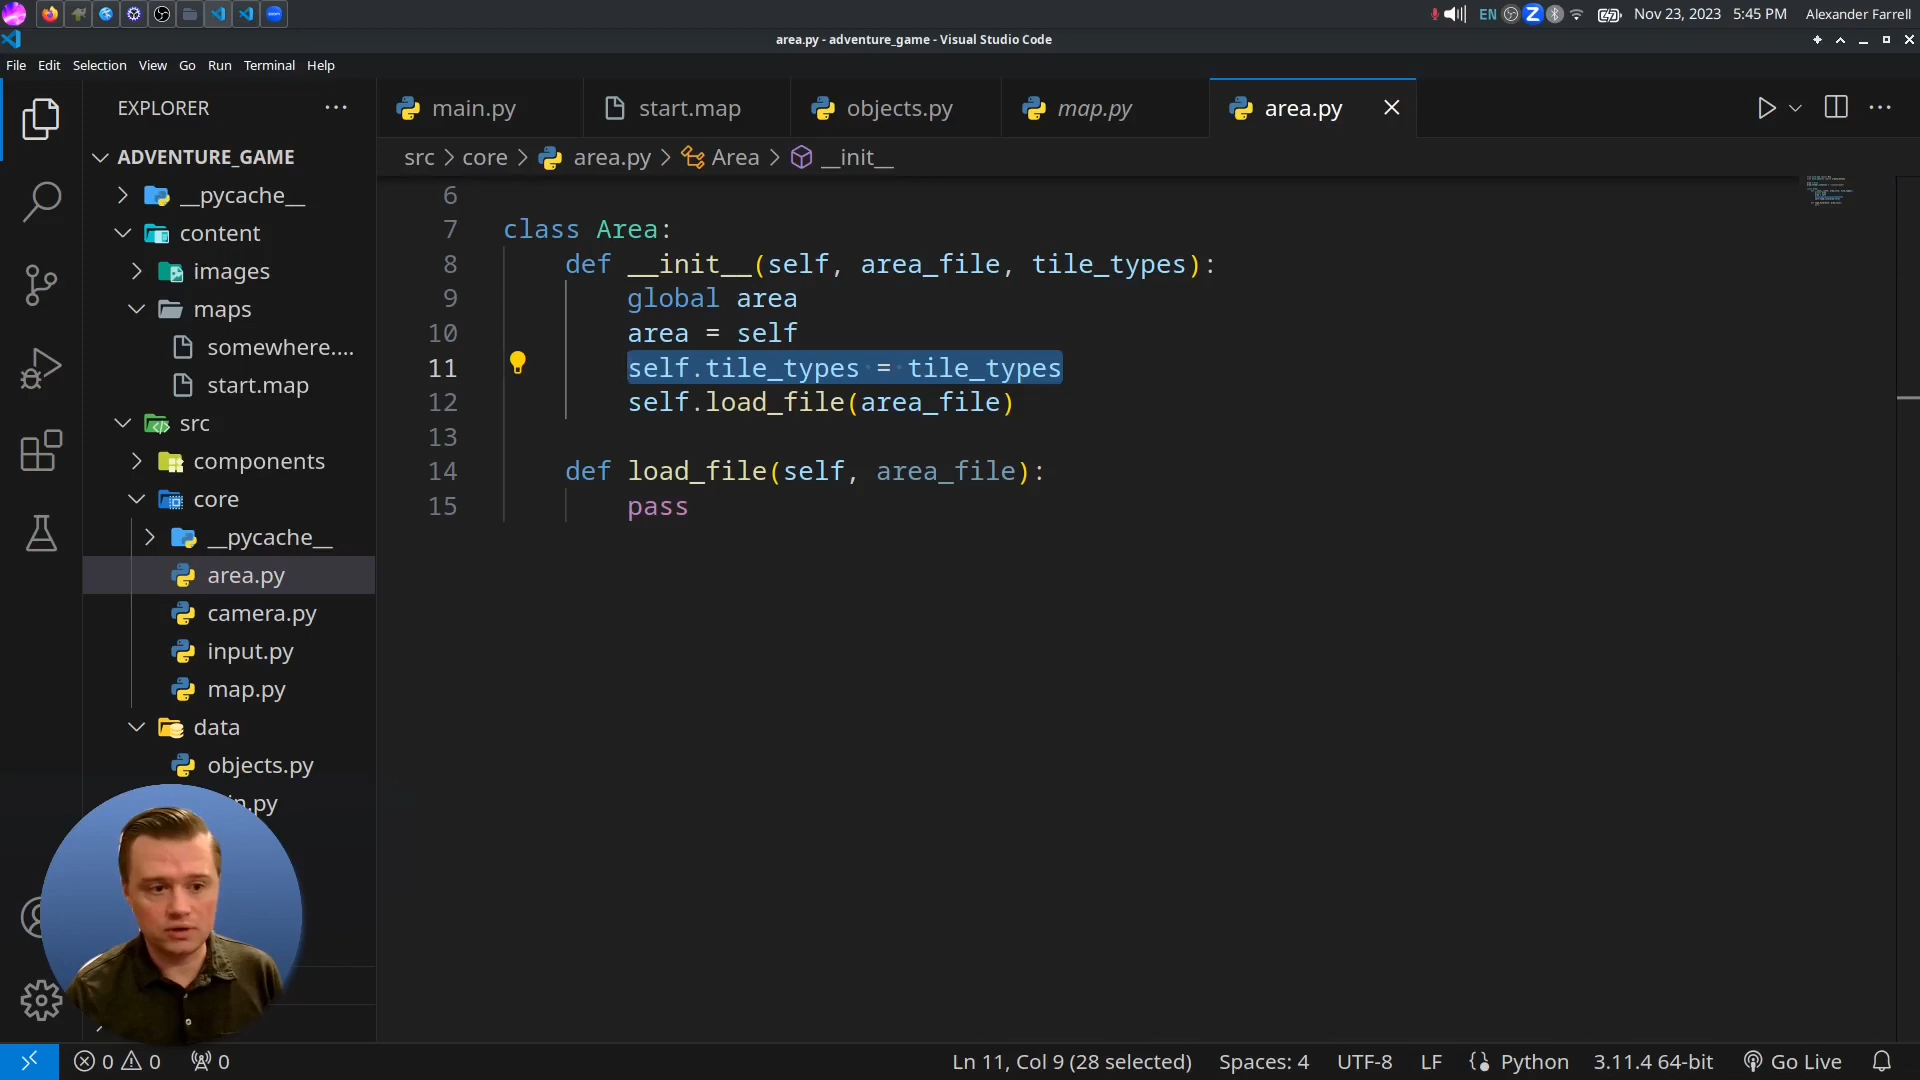 EN
Z
Nov 23, 2023
5:45 PM
Alexander Farrell
area.py - adventure_game - Visual Studio Code
File Edit Selection View Go Run Terminal Help
EXPLORER
main.py
start.map
objects.py
map.py
area.py
ADVENTURE_GAME
src > core > area.py > Area > __init__
__pycache__
content
images
maps
somewhere....
start.map
src
components
core
__pycache__
area.py
camera.py
input.py
map.py
data
objects.py
n.py
6
7 class Area:
8 def __init__(self, area_file, tile_types):
9 global area
10 area = self
11 self.tile_types = tile_types
12 self.load_file(area_file)
13
14 def load_file(self, area_file):
15 pass
0 0 0
Ln 11, Col 9 (28 selected)
Spaces: 4
UTF-8
LF
Python
3.11.4 64-bit
Go Live